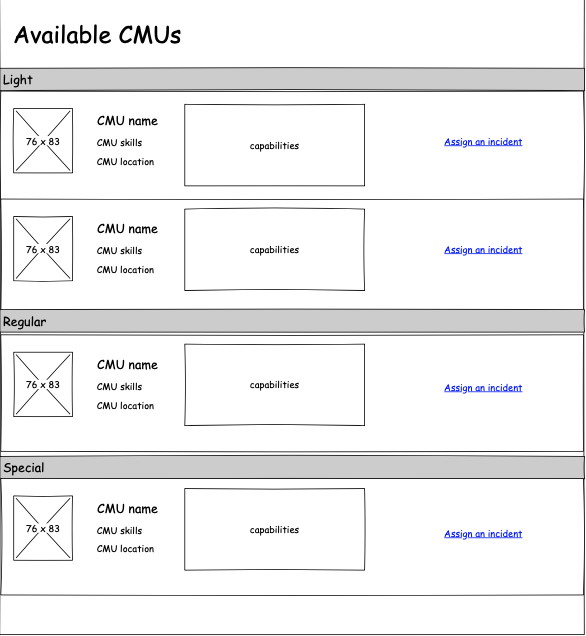 Available CMUs
Light
76 x 83
CMU name
CMU skills
CMU location
capabilities
Assign an incident
76 x 83
CMU name
CMU skills
CMU location
capabilities
Assign an incident
Regular
76 x 83
CMU name
CMU skills
CMU location
capabilities
Assign an incident
Special
76 x 83
CMU name
CMU skills
CMU location
capabilities
Assign an incident